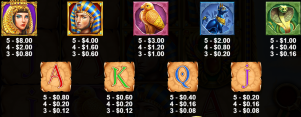 5 - $8.00
4 - $2.00
3 - $0.80
5 - $4.00
4 - $1.60
3 - $0.60
5 - $3.00
4 - $1.20
3 - $0.40
5 - $2.00
4 - $1.00
3 - $0.20
5 - $1.00
4 - $0.40
3 - $0.16
A
K
Q
J
5 - $0.80
4 - $0.20
3 - $0.12
5 - $0.40
4 - $0.20
3 - $0.12
5 - $0.40
4 - $0.16
3 - $0.08
5 - $0.20
4 - $0.16
3 - $0.08